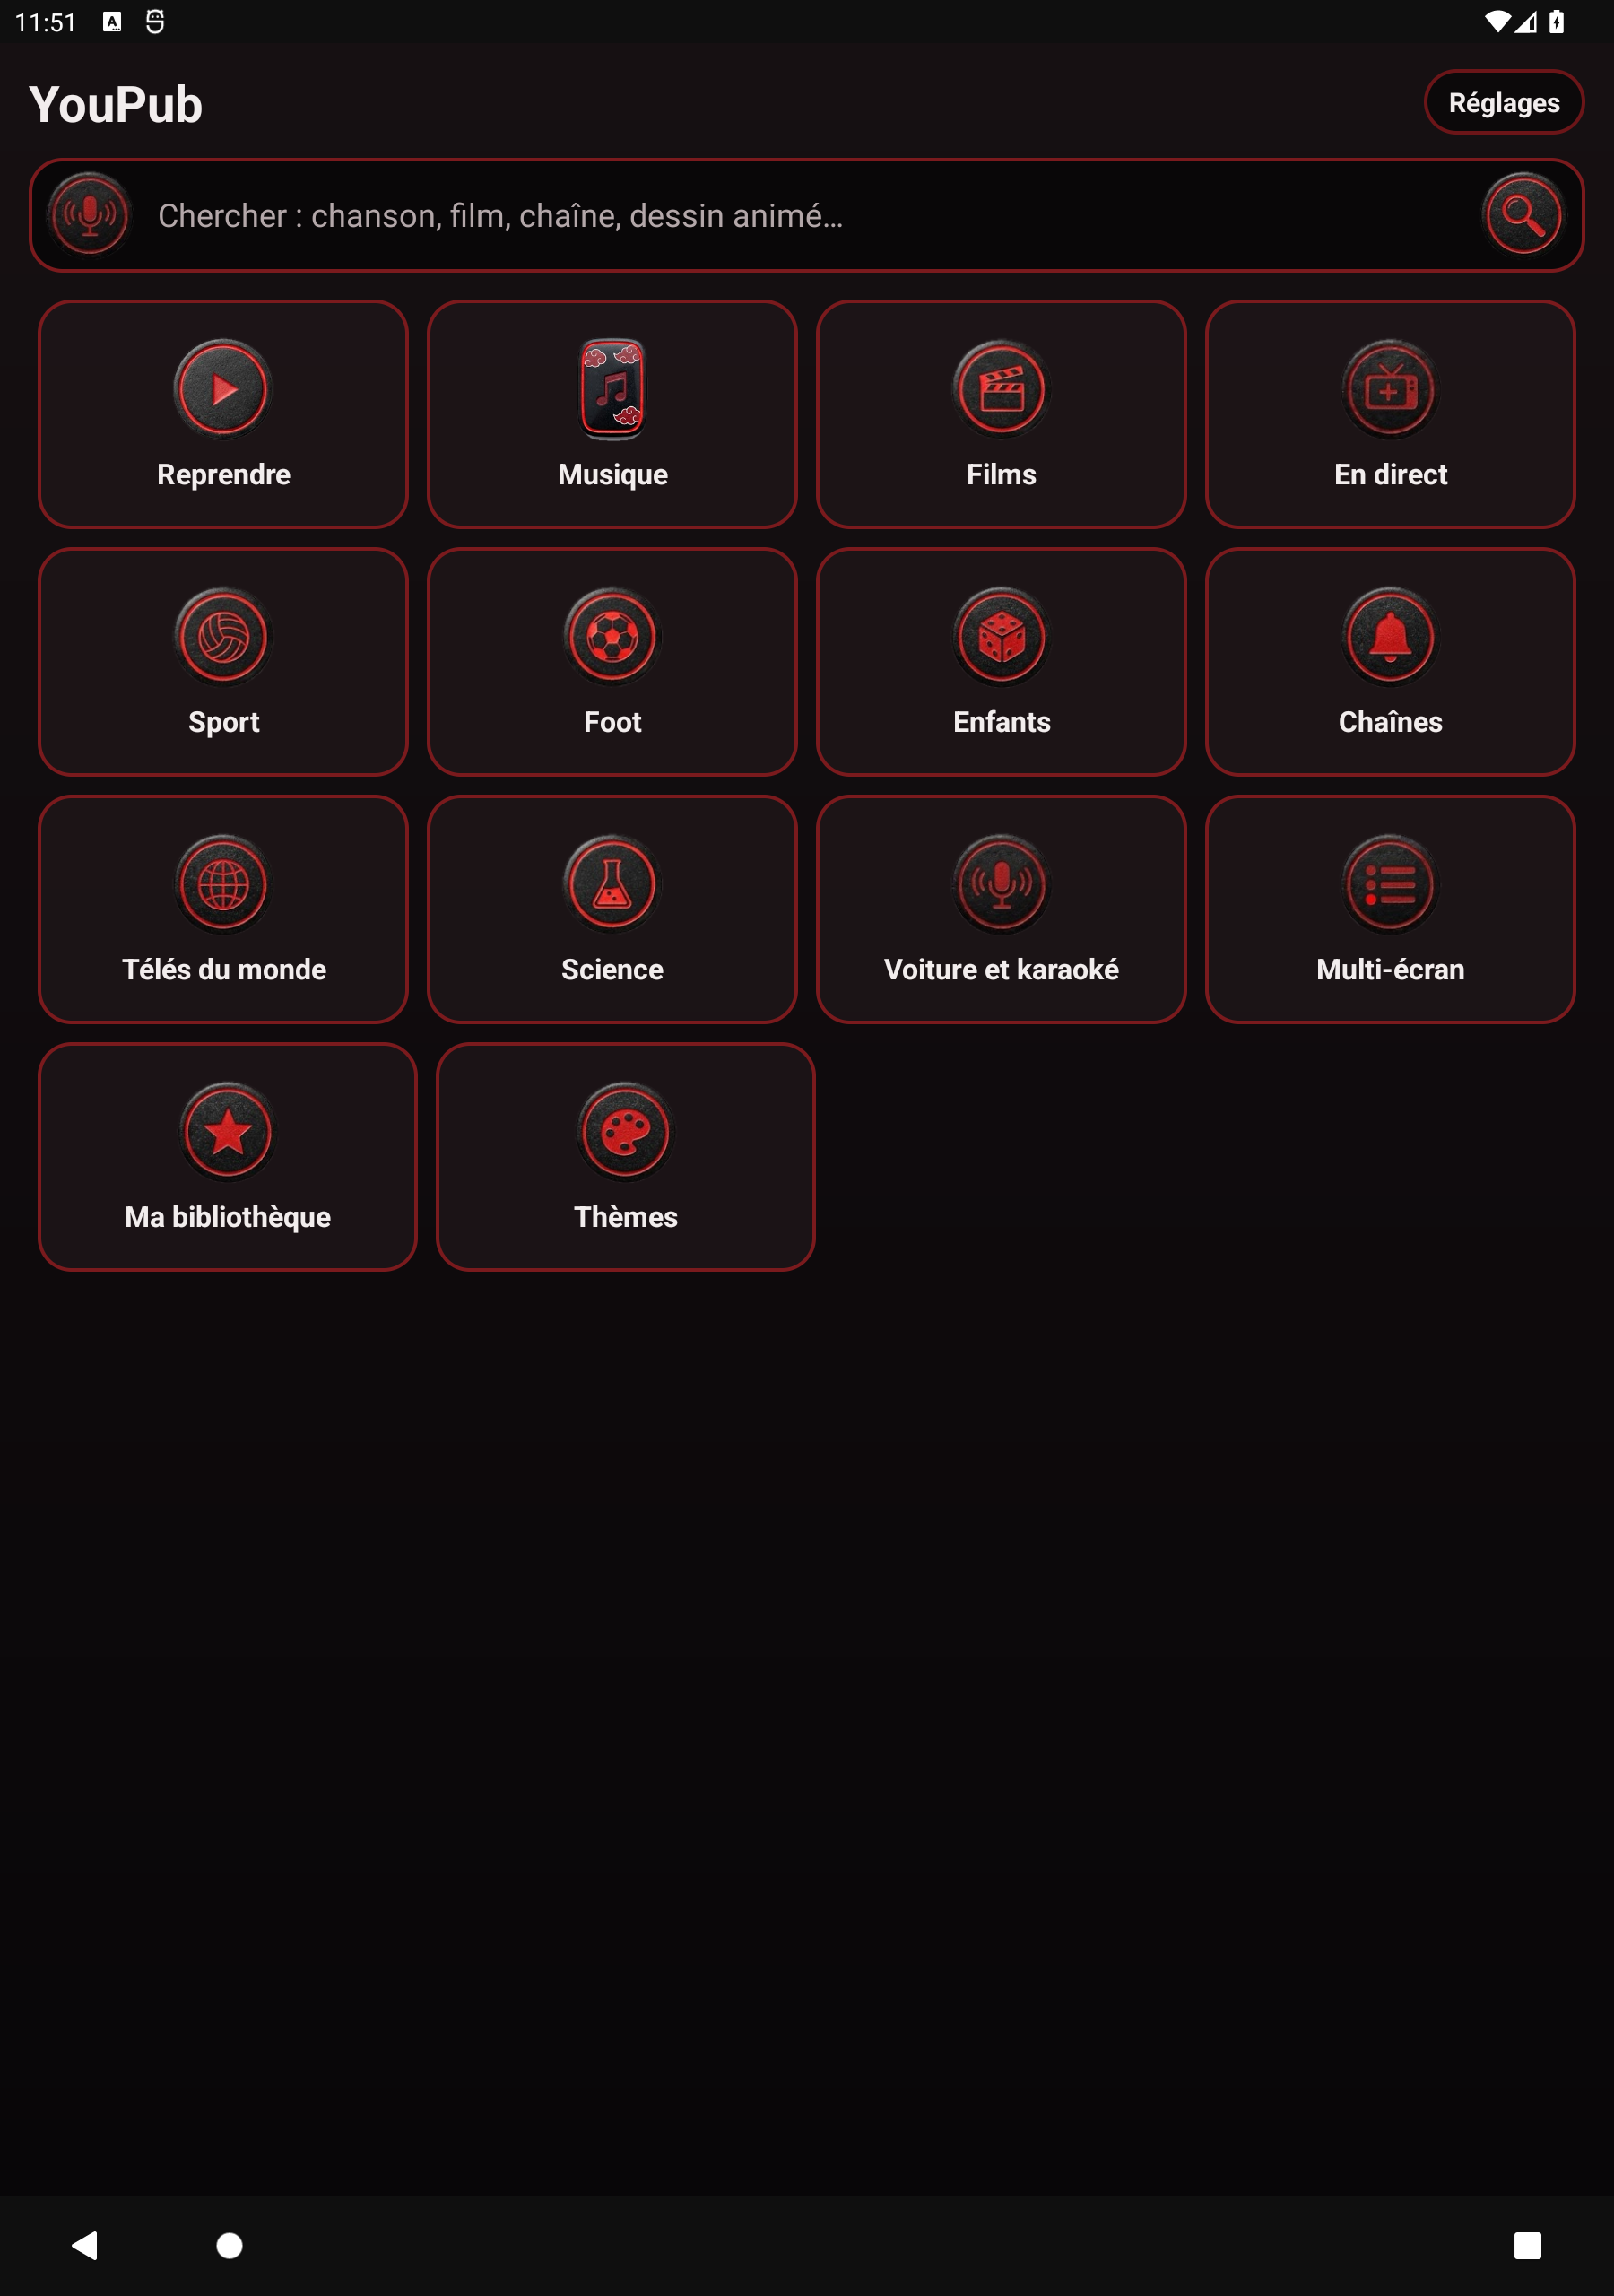 11:51
YouPub
Réglages
Chercher : chanson, film, chaîne, dessin animé…
Reprendre
Musique
Films
En direct
Sport
Foot
Enfants
Chaînes
Télés du monde
Science
Voiture et karaoké
Multi-écran
Ma bibliothèque
Thèmes